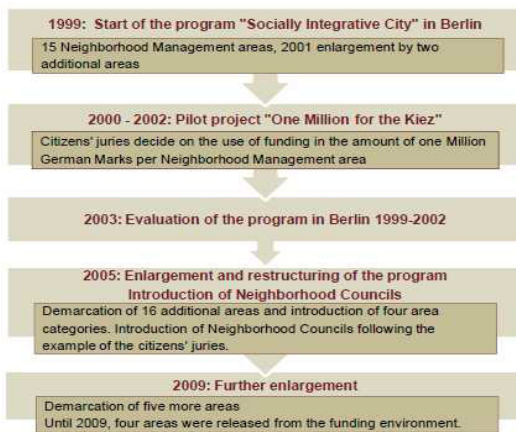 1999: Start of the program "Socially Integrative City" in Berlin
15 Neighborhood Management areas, 2001 enlargement by two
additional areas
2000 - 2002: Pilot project "One Million for the Kiez"
Citizens' juries decide on the use of funding in the amount of one Million
German Marks per Neighborhood Management area
2003: Evaluation of the program in Berlin 1999-2002
2005: Enlargement and restructuring of the program
Introduction of Neighborhood Councils
Demarcation of 16 additional areas and introduction of four area
categories. Introduction of Neighborhood Councils following the
example of the citizens' juries.
2009: Further enlargement
Demarcation of five more areas
Until 2009, four areas were released from the funding environment.